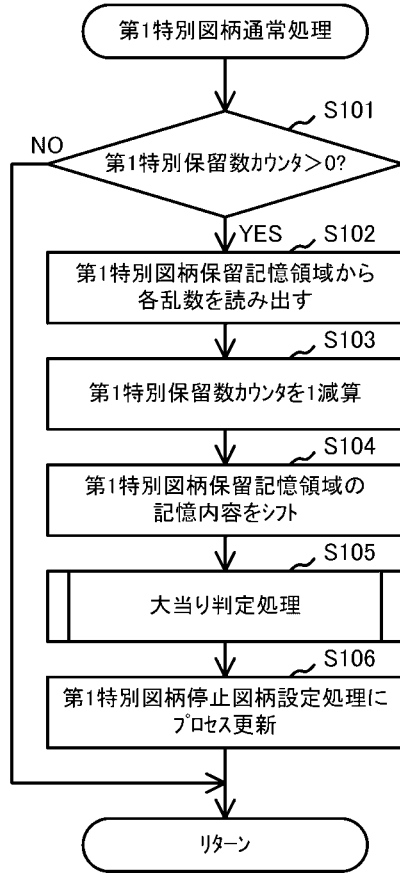 第1特別図柄通常処理
S101
NO
第1特別保留数カウンタ>0?
YES
S102
第1特別図柄保留記憶領域から
各乱数を読み出す
S103
第1特別保留数カウンタを1減算
S104
第1特別図柄保留記憶領域の
記憶内容をシフト
S105
大当り判定処理
S106
第1特別図柄停止図柄設定処理に
プロセス更新
リターン